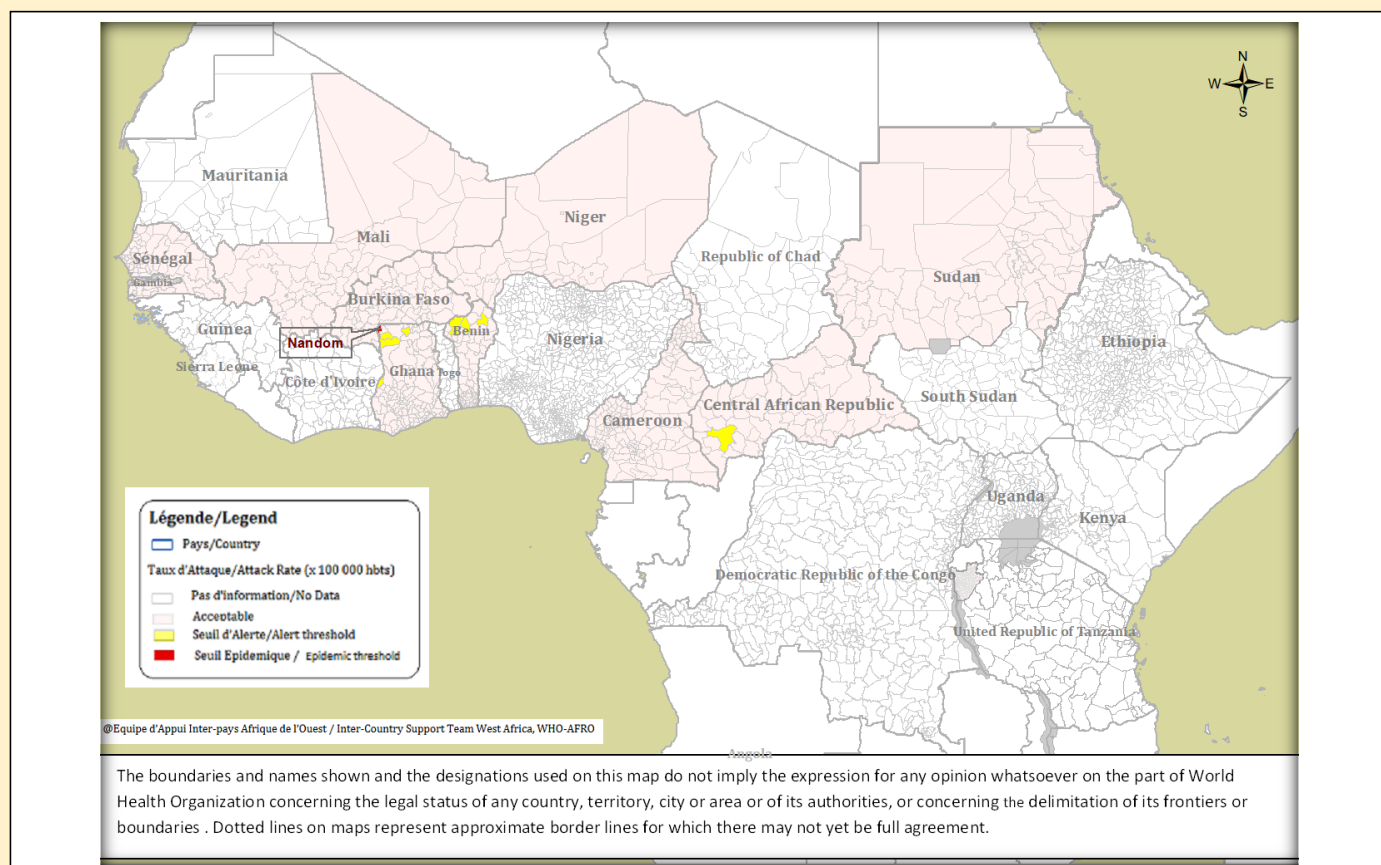 N
W E
S
Mauritania
Mali
Niger
Sénégal
Gambia
Republic of Chad
Sudan
Burkina Faso
Guinea
Nandom
Benin
Nigeria
Ethiopia
Sierra Leone
Côte d'Ivoire
Ghana
Togo
Cameroon
Central African Republic
South Sudan
Uganda
Kenya
Democratic Republic of the Congo
United Republic of Tanzania
Angola
Légende/Legend
Pays/Country
Taux d'Attaque/Attack Rate (x 100 000 hbts)
Pas d'information/No Data
Acceptable
Seuil d'Alerte/Alert threshold
Seuil Epidemique / Epidemic threshold
@Equipe d'Appui Inter-pays Afrique de l'Ouest / Inter-Country Support Team West Africa, WHO-AFRO
The boundaries and names shown and the designations used on this map do not imply the expression for any opinion whatsoever on the part of World
Health Organization concerning the legal status of any country, territory, city or area or of its authorities, or concerning the delimitation of its frontiers or
boundaries . Dotted lines on maps represent approximate border lines for which there may not yet be full agreement.